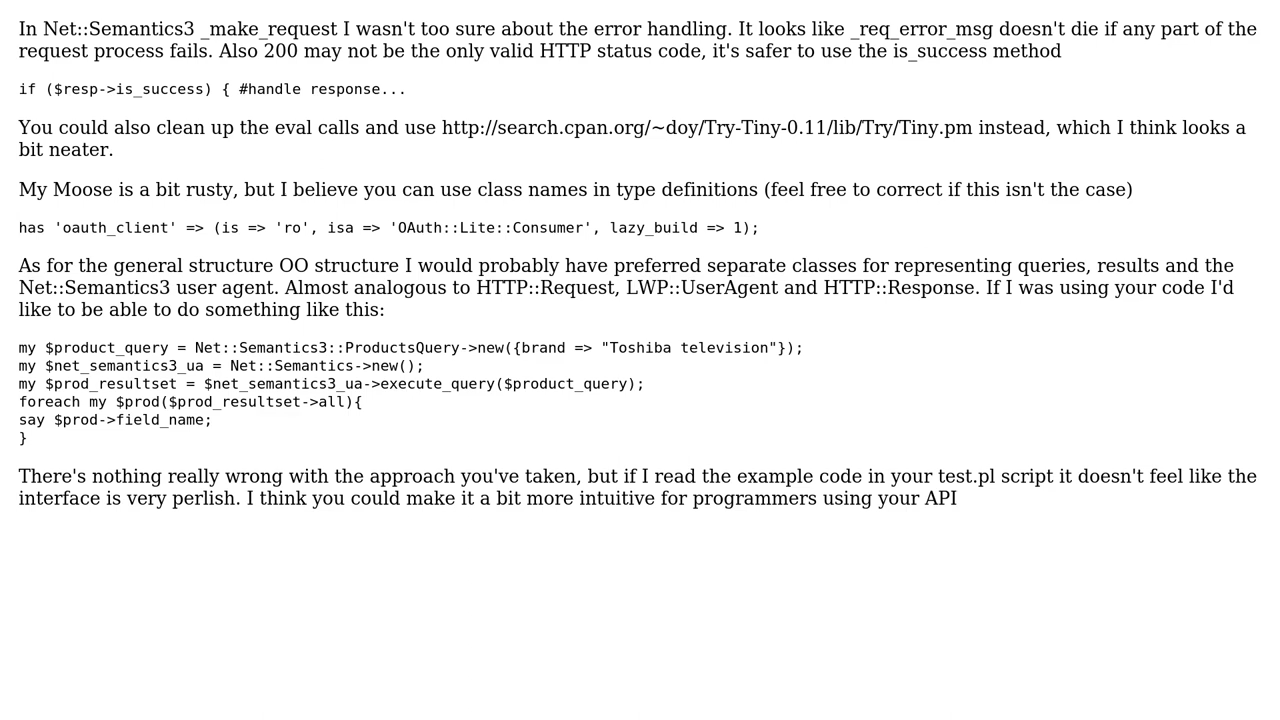 In Net::Semantics3 _make_request I wasn't too sure about the error handling. It looks like _req_error_msg doesn't die if any part of the
request process fails. Also 200 may not be the only valid HTTP status code, it's safer to use the is_success method
if ($resp->is_success) { #handle response...
You could also clean up the eval calls and use http://search.cpan.org/~doy/Try-Tiny-0.11/lib/Try/Tiny.pm instead, which I think looks a
bit neater.
My Moose is a bit rusty, but I believe you can use class names in type definitions (feel free to correct if this isn't the case)
has 'oauth_client' => (is => 'ro', isa => 'OAuth::Lite::Consumer', lazy_build => 1);
As for the general structure OO structure I would probably have preferred separate classes for representing queries, results and the
Net::Semantics3 user agent. Almost analogous to HTTP::Request, LWP::UserAgent and HTTP::Response. If I was using your code I'd
like to be able to do something like this:
my $product_query = Net::Semantics3::ProductsQuery->new({brand => "Toshiba television"});
my $net_semantics3_ua = Net::Semantics->new();
my $prod_resultset = $net_semantics3_ua->execute_query($product_query);
foreach my $prod($prod_resultset->all){
say $prod->field_name;
}
There's nothing really wrong with the approach you've taken, but if I read the example code in your test.pl script it doesn't feel like the
interface is very perlish. I think you could make it a bit more intuitive for programmers using your API